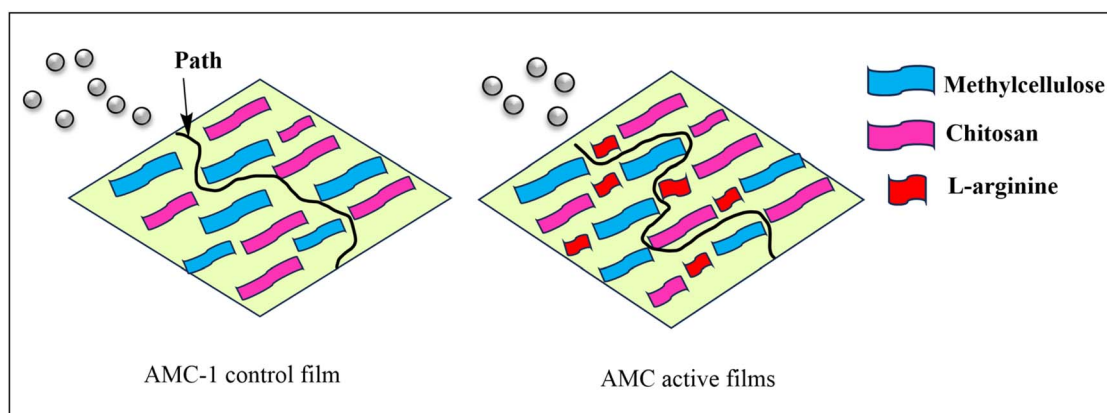 Path
Methylcellulose
Chitosan
L-arginine
AMC-1 control film
AMC active films